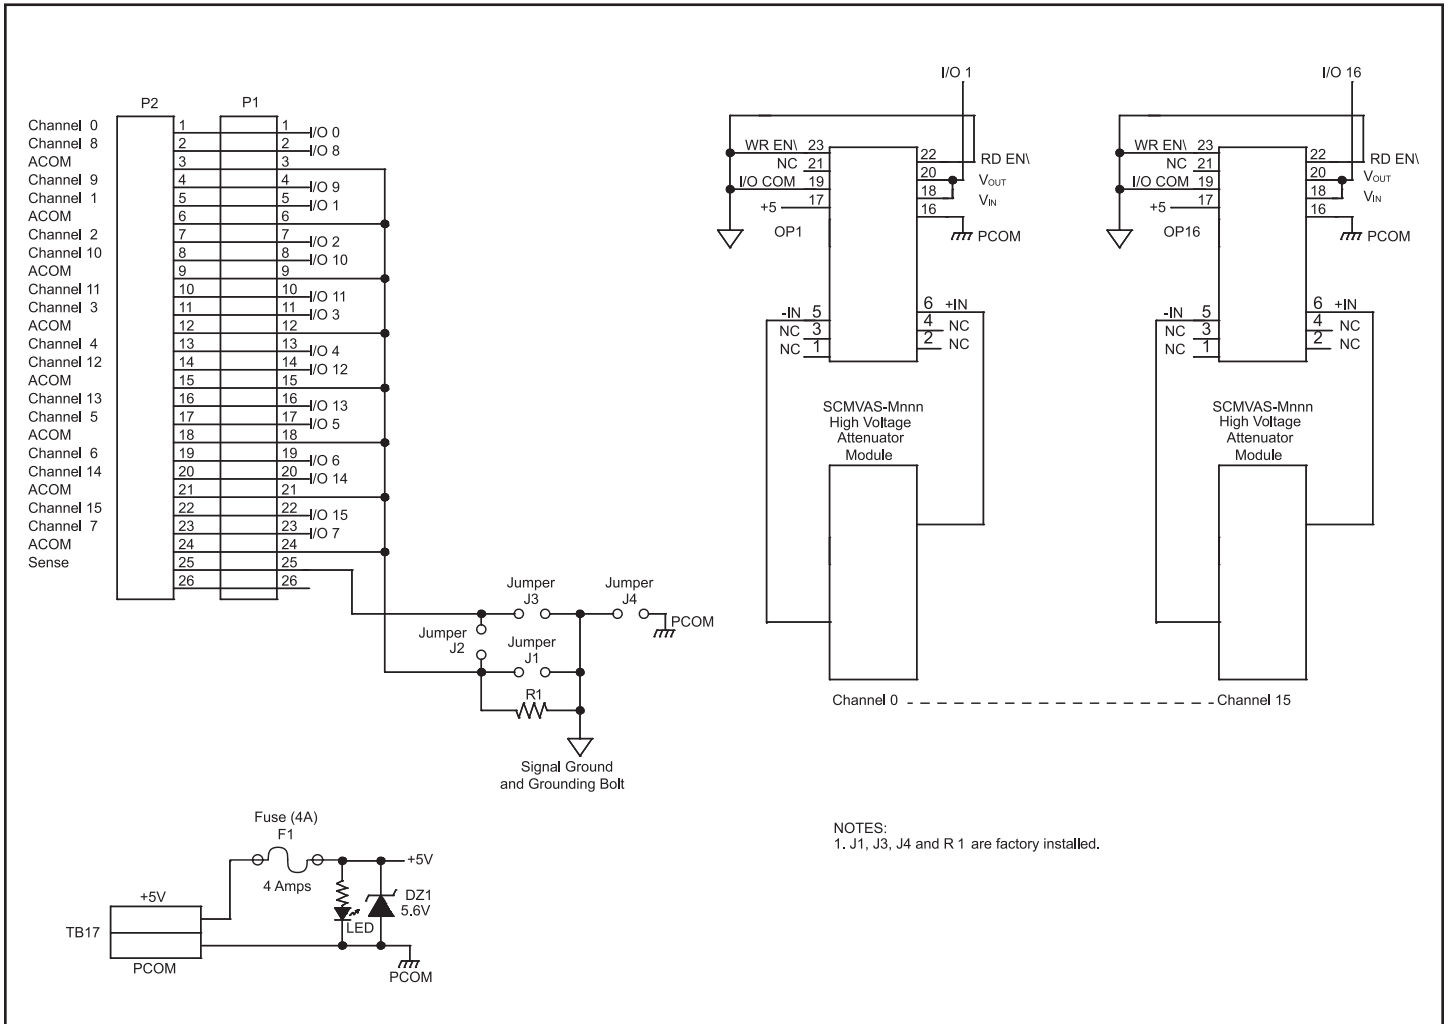 P2
P1
Channel 0 1 1 I/O 0
Channel 8 2 2 I/O 8
ACOM 3 3
Channel 9 4 4 I/O 9
Channel 1 5 5 I/O 1
ACOM 6 6
Channel 2 7 7 I/O 2
Channel 10 8 8 I/O 10
ACOM 9 9
Channel 11 10 10 I/O 11
Channel 3 11 11 I/O 3
ACOM 12 12
Channel 4 13 13 I/O 4
Channel 12 14 14 I/O 12
ACOM 15 15
Channel 13 16 16 I/O 13
Channel 5 17 17 I/O 5
ACOM 18 18
Channel 6 19 19 I/O 6
Channel 14 20 20 I/O 14
ACOM 21 21
Channel 15 22 22 I/O 15
Channel 7 23 23 I/O 7
ACOM 24 24
Sense 25 25
26 26
Jumper
J3
Jumper
J4
PCOM
Jumper
J2
Jumper
J1
R1
Signal Ground
and Grounding Bolt
Fuse (4A)
F1
4 Amps
+5V
DZ1
5.6V
LED
+5V
TB17
PCOM
PCOM
I/O 1
WR EN\ 23
NC 21
I/O COM 19
+5 17
OP1
22 RD EN\
20 VOUT
18 VIN
16
PCOM
-IN 5
NC 3
NC 1
6 +IN
4 NC
2 NC
SCMVAS-Mnnn
High Voltage
Attenuator
Module
Channel 0
I/O 16
WR EN\ 23
NC 21
I/O COM 19
+5 17
OP16
22 RD EN\
20 VOUT
18 VIN
16
PCOM
-IN 5
NC 3
NC 1
6 +IN
4 NC
2 NC
SCMVAS-Mnnn
High Voltage
Attenuator
Module
Channel 15
NOTES:
1. J1, J3, J4 and R 1 are factory installed.